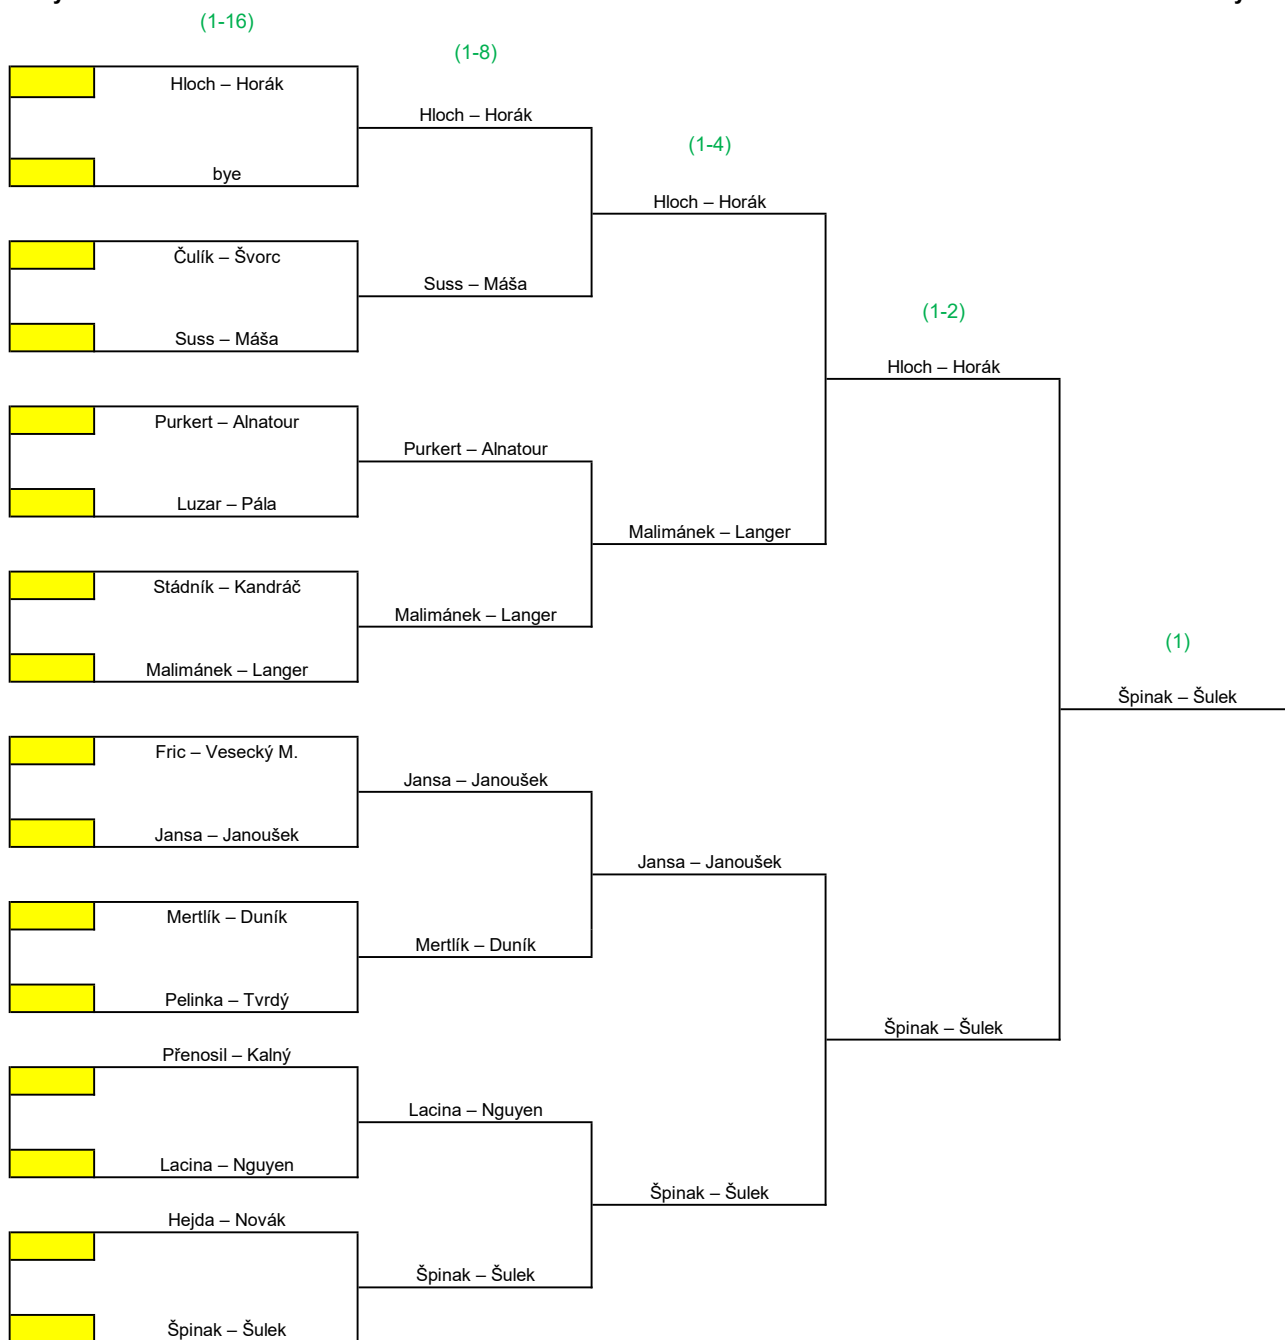 (1-16)
(1-8)
Hloch – Horák
Hloch – Horák
(1-4)
bye
Hloch – Horák
Čulík – Švorc
Suss – Máša
(1-2)
Suss – Máša
Hloch – Horák
Purkert – Alnatour
Purkert – Alnatour
Luzar – Pála
Malimánek – Langer
Stádník – Kandráč
Malimánek – Langer
(1)
Malimánek – Langer
Špinak – Šulek
Fric – Vesecký M.
Jansa – Janoušek
Jansa – Janoušek
Jansa – Janoušek
Mertlík – Duník
Mertlík – Duník
Pelinka – Tvrdý
Špinak – Šulek
Přenosil – Kalný
Lacina – Nguyen
Lacina – Nguyen
Špinak – Šulek
Hejda – Novák
Špinak – Šulek
Špinak – Šulek